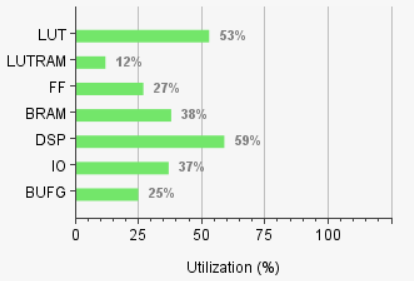 LUT 53%
LUTRAM 12%
FF 27%
BRAM 38%
DSP 59%
IO 37%
BUFG 25%
0 25 50 75 100
Utilization (%)